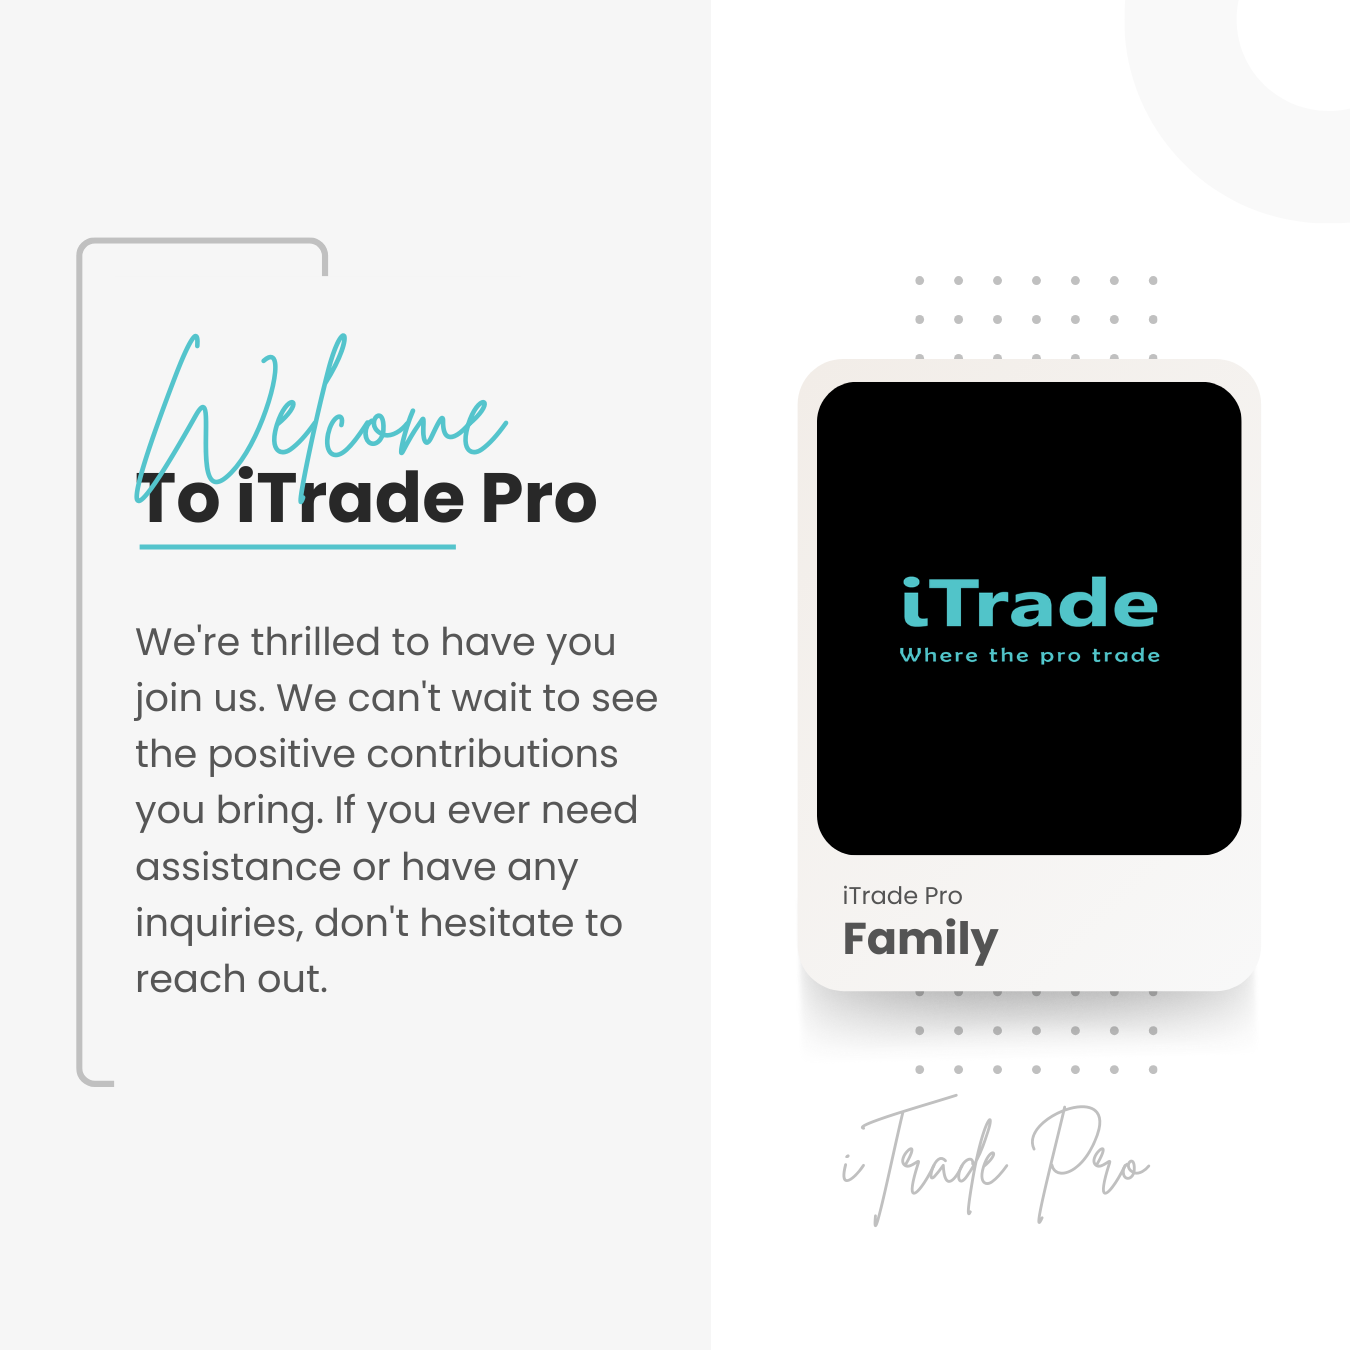 Welcome
To iTrade Pro
We're thrilled to have you
join us. We can't wait to see
the positive contributions
you bring. If you ever need
assistance or have any
inquiries, don't hesitate to
reach out.
iTrade
Where the pro trade
iTrade Pro
Family
iTrade Pro